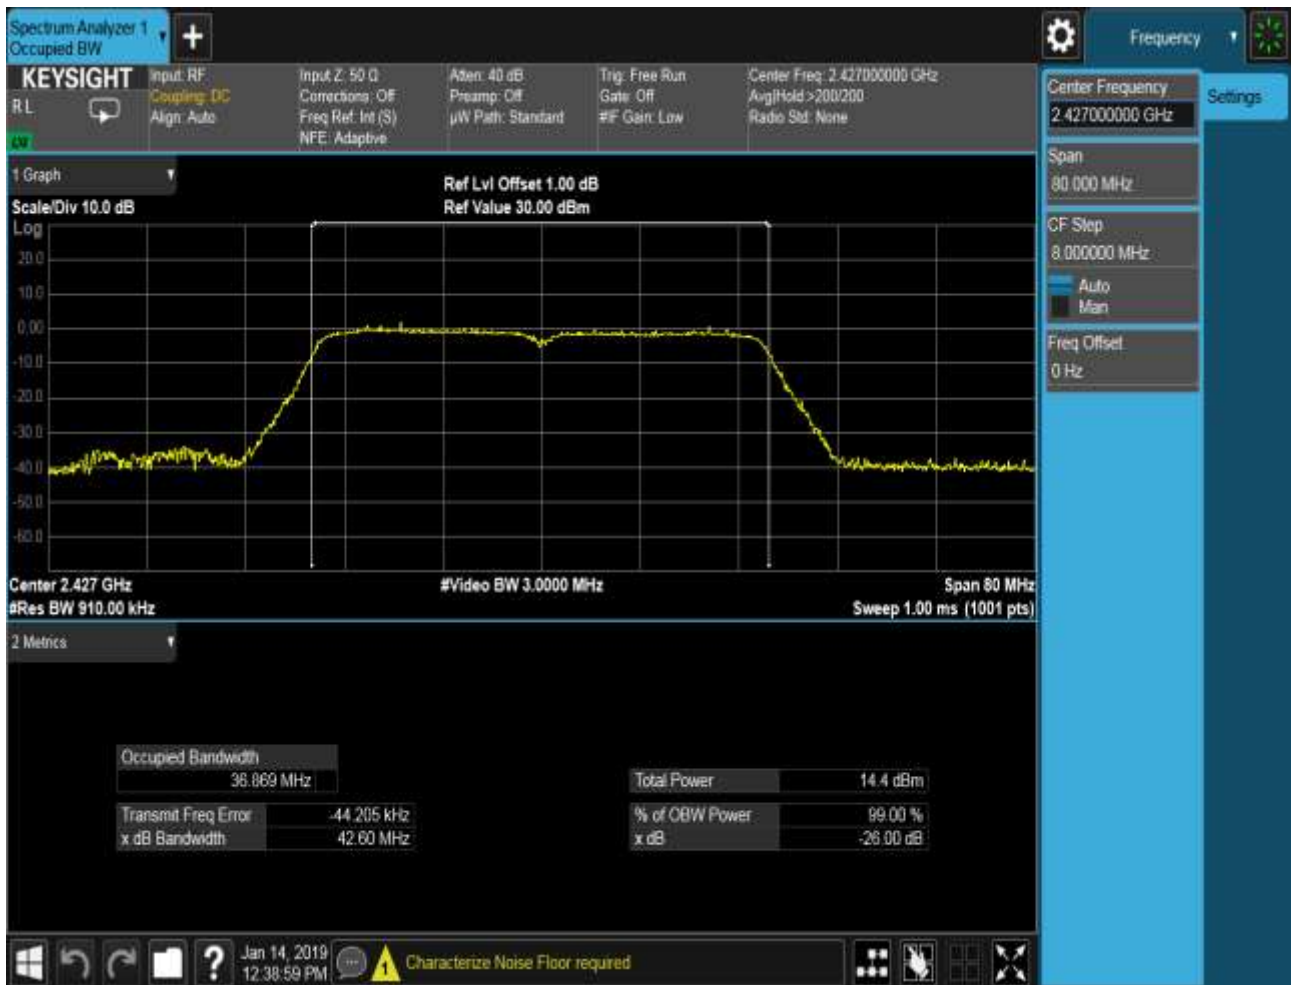 Spectrum Analyzer 1
Occupied BW
Frequency
KEYSIGHT
R L
Input: RF
Coupling: DC
Align: Auto
Input Z: 50 Ω
Corrections: Off
Freq Ref: Int (S)
NFE: Adaptive
Atten: 40 dB
Preamp: Off
µW Path: Standard
Trig: Free Run
Gate: Off
#IF Gain: Low
Center Freq: 2.427000000 GHz
Avg|Hold >200/200
Radio Std: None
Center Frequency
2.427000000 GHz
Settings
Span
80.000 MHz
CF Step
8.000000 MHz
Auto
Man
Freq Offset
0 Hz
1 Graph
Scale/Div 10.0 dB
Ref Lvl Offset 1.00 dB
Ref Value 30.00 dBm
Log
20.0
10.0
0.00
-10.0
-20.0
-30.0
-40.0
-50.0
-60.0
Center 2.427 GHz
#Video BW 3.0000 MHz
Span 80 MHz
#Res BW 910.00 kHz
Sweep 1.00 ms (1001 pts)
2 Metrics
Occupied Bandwidth
36.869 MHz
Total Power 14.4 dBm
Transmit Freq Error -44.205 kHz
% of OBW Power 99.00 %
x dB Bandwidth 42.60 MHz
x dB -26.00 dB
?
Jan 14, 2019
12:38:59 PM
1
Characterize Noise Floor required